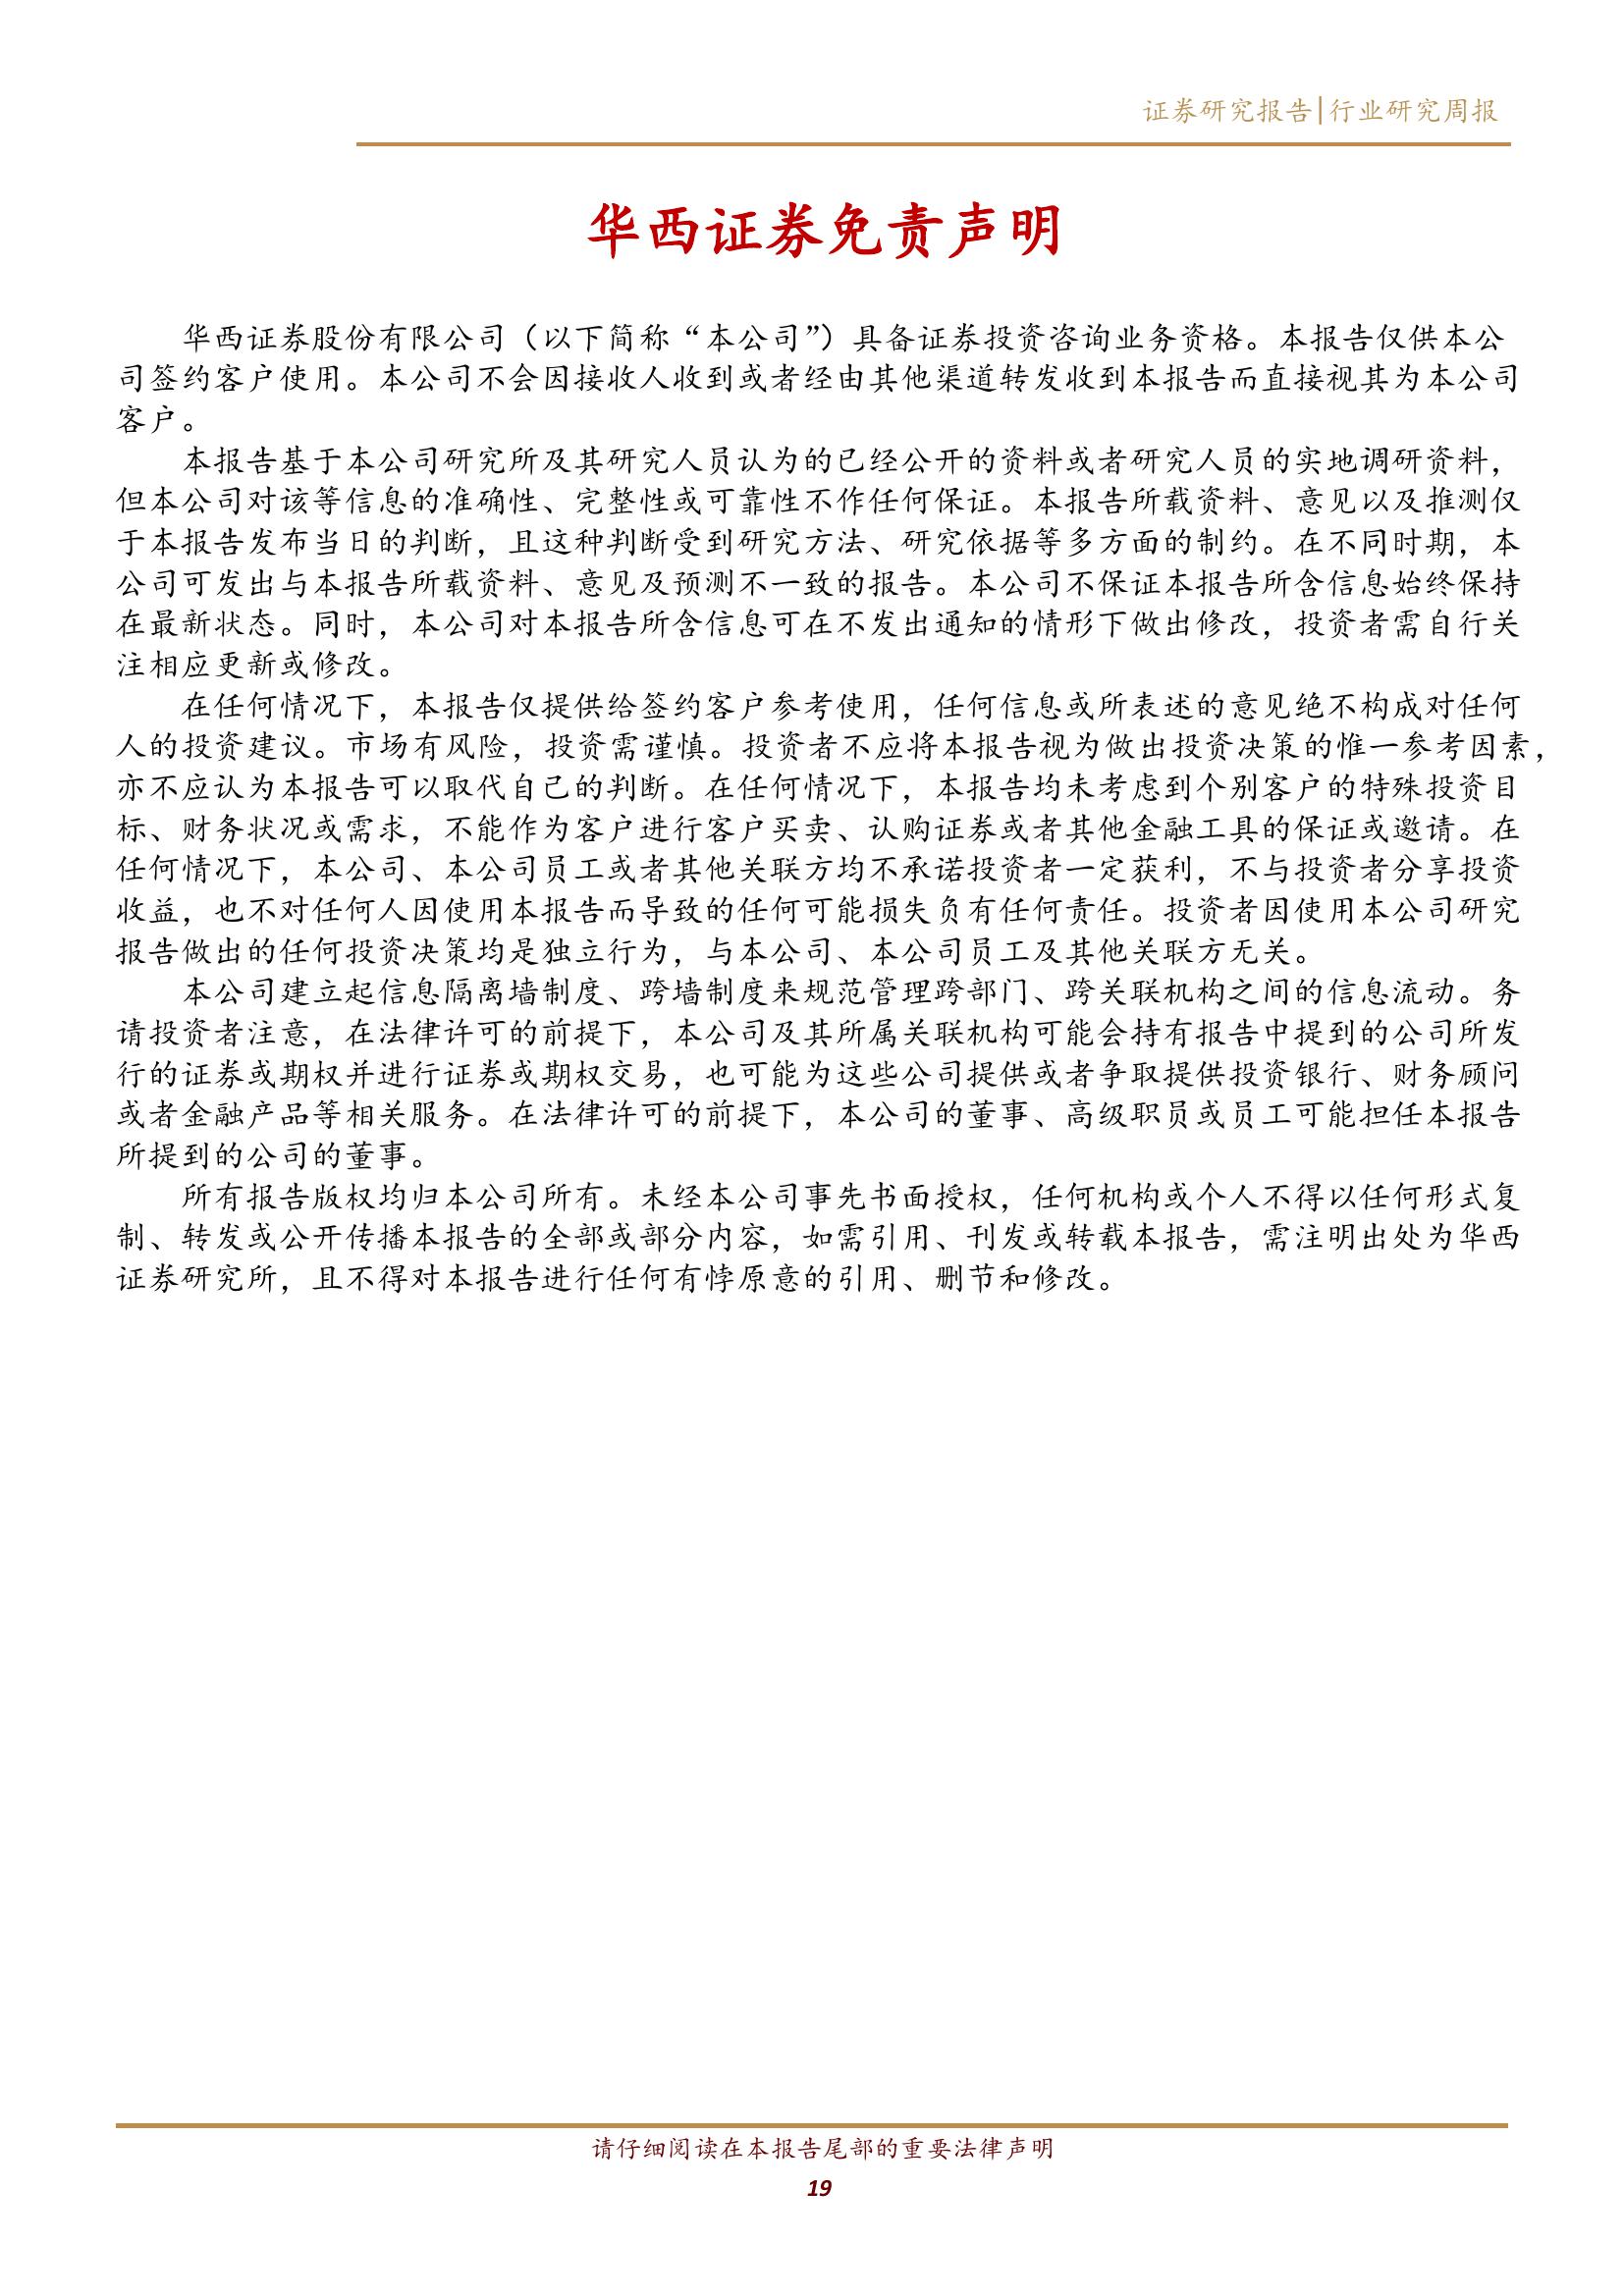 证券研究报告|行业研究周报
华西证券免责声明
华西证券股份有限公司（以下简称“本公司”）具备证券投资咨询业务资格。本报告仅供本公
司签约客户使用。本公司不会因接收人收到或者经由其他渠道转发收到本报告而直接视其为本公司
客户。
本报告基于本公司研究所及其研究人员认为的已经公开的资料或者研究人员的实地调研资料，
但本公司对该等信息的准确性、完整性或可靠性不作任何保证。本报告所载资料、意见以及推测仅
于本报告发布当日的判断，且这种判断受到研究方法、研究依据等多方面的制约。在不同时期，本
公司可发出与本报告所载资料、意见及预测不一致的报告。本公司不保证本报告所含信息始终保持
在最新状态。同时，本公司对本报告所含信息可在不发出通知的情形下做出修改，投资者需自行关
注相应更新或修改。
在任何情况下，本报告仅提供给签约客户参考使用，任何信息或所表述的意见绝不构成对任何
人的投资建议。市场有风险，投资需谨慎。投资者不应将本报告视为做出投资决策的惟一参考因素，
亦不应认为本报告可以取代自己的判断。在任何情况下，本报告均未考虑到个别客户的特殊投资目
标、财务状况或需求，不能作为客户进行客户买卖、认购证券或者其他金融工具的保证或邀请。在
任何情况下，本公司、本公司员工或者其他关联方均不承诺投资者一定获利，不与投资者分享投资
收益，也不对任何人因使用本报告而导致的任何可能损失负有任何责任。投资者因使用本公司研究
报告做出的任何投资决策均是独立行为，与本公司、本公司员工及其他关联方无关。
本公司建立起信息隔离墙制度、跨墙制度来规范管理跨部门、跨关联机构之间的信息流动。务
请投资者注意，在法律许可的前提下，本公司及其所属关联机构可能会持有报告中提到的公司所发
行的证券或期权并进行证券或期权交易，也可能为这些公司提供或者争取提供投资银行、财务顾问
或者金融产品等相关服务。在法律许可的前提下，本公司的董事、高级职员或员工可能担任本报告
所提到的公司的董事。
所有报告版权均归本公司所有。未经本公司事先书面授权，任何机构或个人不得以任何形式复
制、转发或公开传播本报告的全部或部分内容，如需引用、刊发或转载本报告，需注明出处为华西
证券研究所，且不得对本报告进行任何有悖原意的引用、删节和修改。
请仔细阅读在本报告尾部的重要法律声明
19